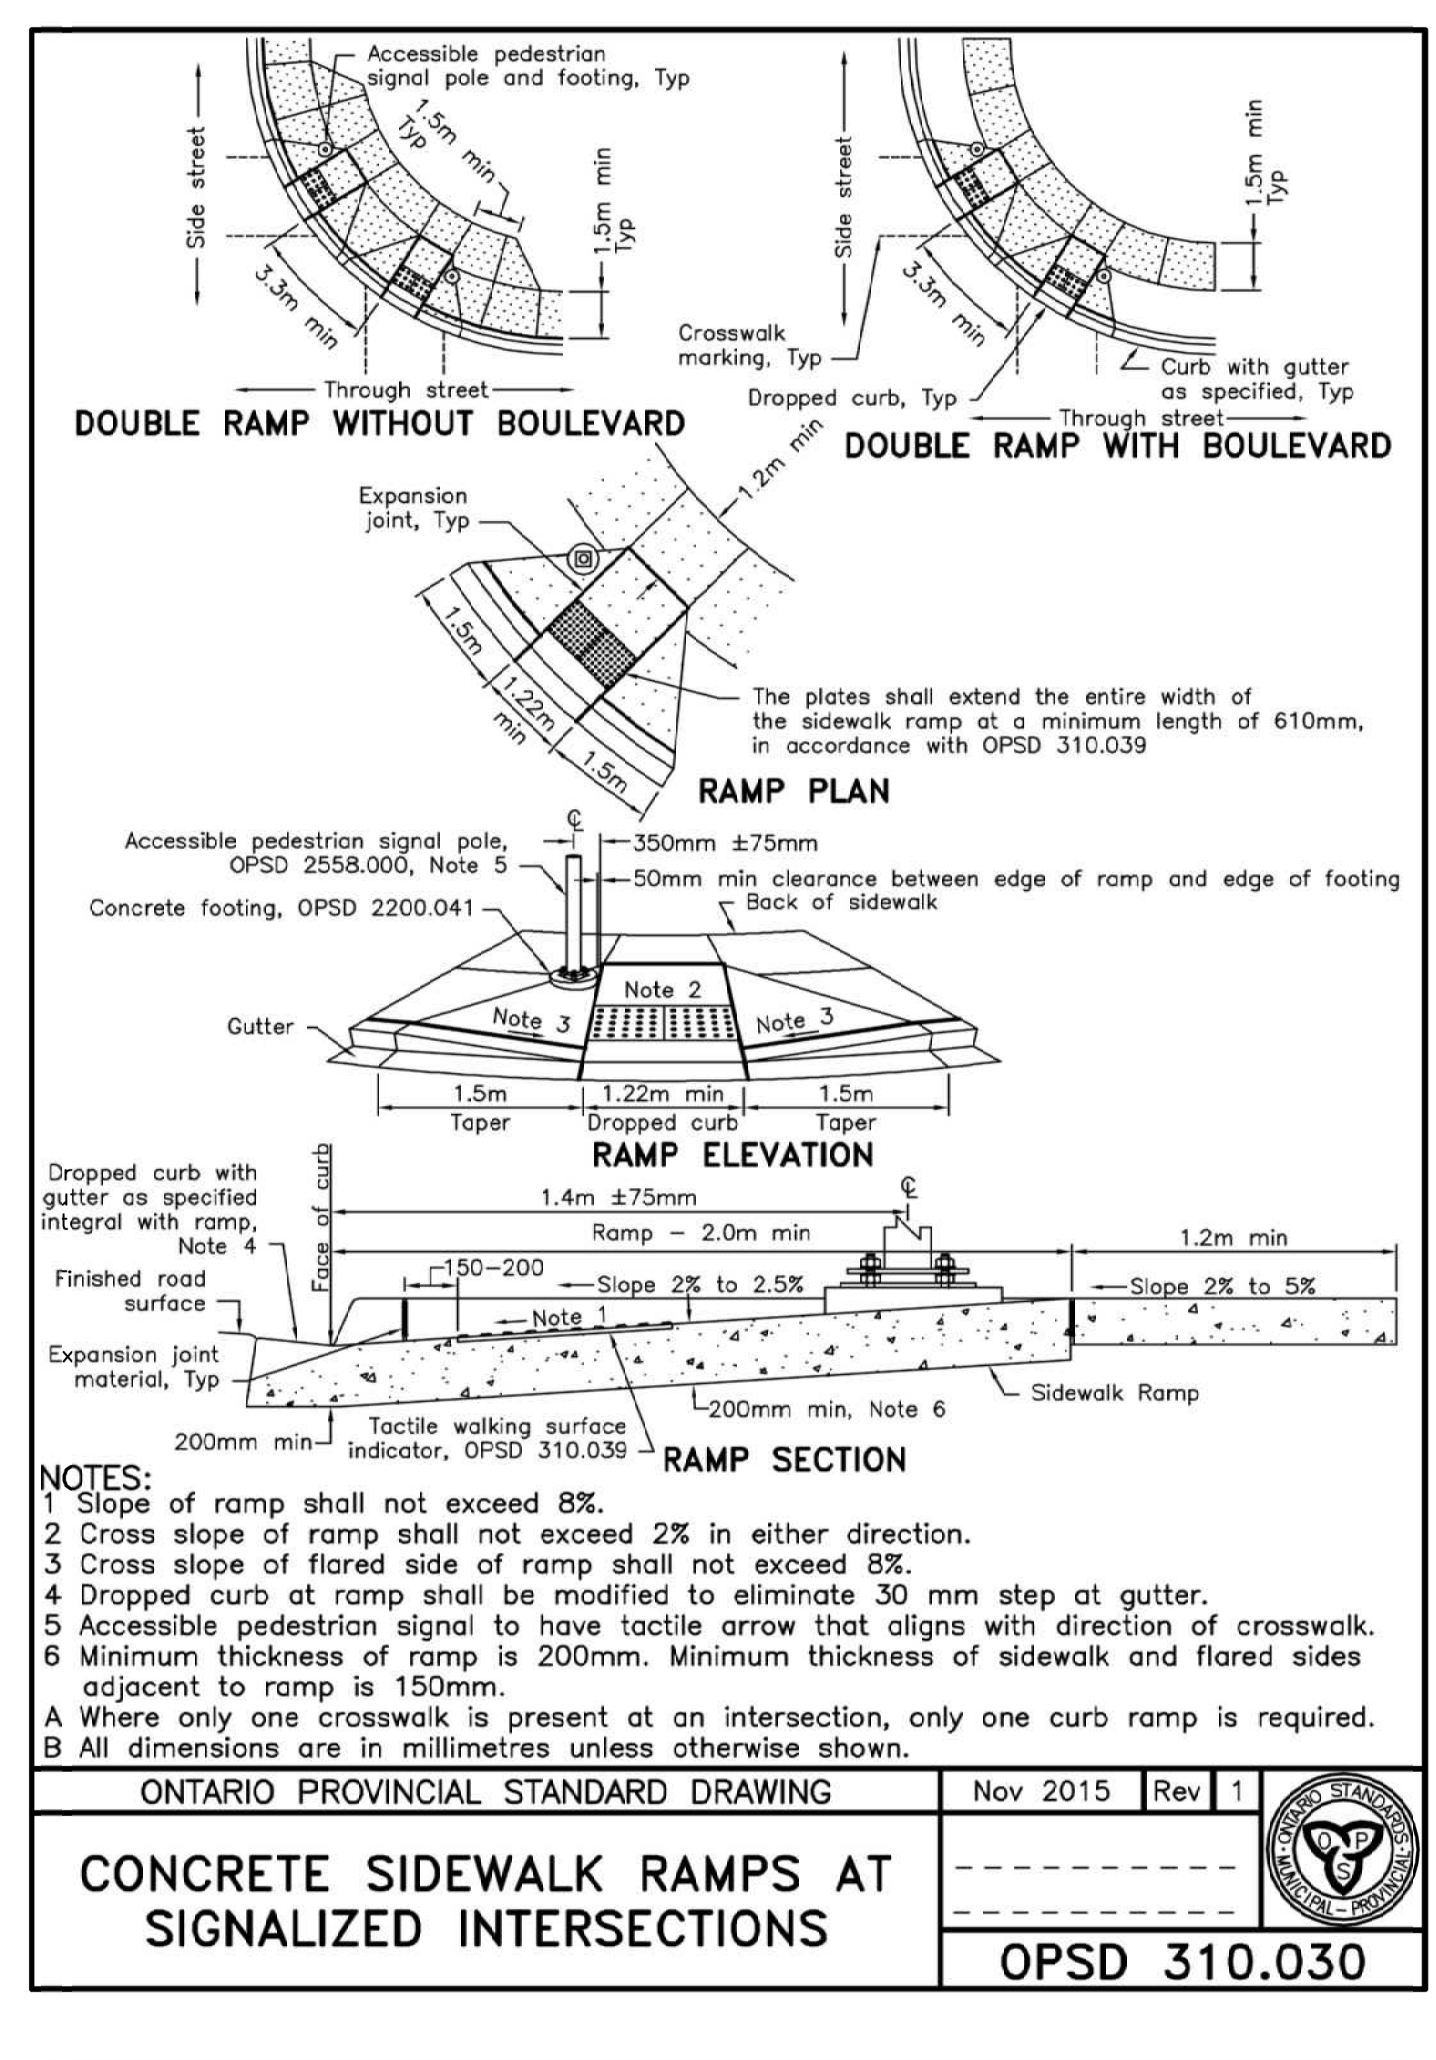 Accessible pedestrian
signal pole and footing, Typ
1.5m min
Typ
Side street
1.5m min
Typ
3.3m min
Through street
DOUBLE RAMP WITHOUT BOULEVARD
Side street
1.5m min
Typ
3.3m min
Crosswalk
marking, Typ
Dropped curb, Typ
Curb with gutter
as specified, Typ
Through street
DOUBLE RAMP WITH BOULEVARD
1.2m min
Expansion
joint, Typ
1.5m
1.22m
min
1.5m
The plates shall extend the entire width of
the sidewalk ramp at a minimum length of 610mm,
in accordance with OPSD 310.039
RAMP PLAN
Accessible pedestrian signal pole,
OPSD 2558.000, Note 5
Concrete footing, OPSD 2200.041
℄
350mm ±75mm
50mm min clearance between edge of ramp and edge of footing
Back of sidewalk
Note 2
Note 3
Note 3
Gutter
1.5m
Taper
1.22m min
Dropped curb
1.5m
Taper
RAMP ELEVATION
Dropped curb with
gutter as specified
integral with ramp,
Note 4
Face of curb
1.4m ±75mm
℄
Ramp – 2.0m min
1.2m min
Finished road
surface
150–200
Slope 2% to 2.5%
Slope 2% to 5%
Note 1
Expansion joint
material, Typ
Sidewalk Ramp
200mm min, Note 6
200mm min
Tactile walking surface
indicator, OPSD 310.039
RAMP SECTION
NOTES:
1 Slope of ramp shall not exceed 8%.
2 Cross slope of ramp shall not exceed 2% in either direction.
3 Cross slope of flared side of ramp shall not exceed 8%.
4 Dropped curb at ramp shall be modified to eliminate 30 mm step at gutter.
5 Accessible pedestrian signal to have tactile arrow that aligns with direction of crosswalk.
6 Minimum thickness of ramp is 200mm. Minimum thickness of sidewalk and flared sides
adjacent to ramp is 150mm.
A Where only one crosswalk is present at an intersection, only one curb ramp is required.
B All dimensions are in millimetres unless otherwise shown.
ONTARIO PROVINCIAL STANDARD DRAWING
Nov 2015 Rev 1
CONCRETE SIDEWALK RAMPS AT
SIGNALIZED INTERSECTIONS
ONTARIO STANDARDS
MUNICIPAL – PROVINCIAL
O P
S
OPSD 310.030